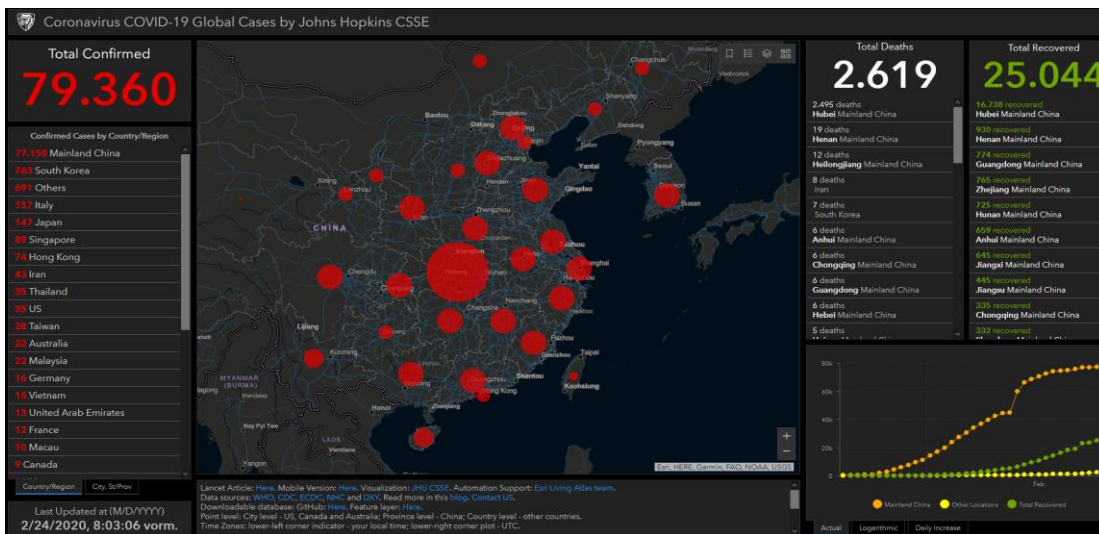 Coronavirus COVID-19 Global Cases by Johns Hopkins CSSE
Total Confirmed
79.360
Confirmed Cases by Country/Region
77.150 Mainland China
763 South Korea
691 Others
157 Italy
147 Japan
89 Singapore
74 Hong Kong
43 Iran
35 Thailand
35 US
28 Taiwan
22 Australia
22 Malaysia
16 Germany
16 Vietnam
13 United Arab Emirates
12 France
10 Macau
9 Canada
Country/Region
City, St/Prov
Last Updated at (M/D/YYYY)
2/24/2020, 8:03:06 vorm.
Changchun
Vladivostok
Shenyang
Baotou
Zhangjiakou
Datong
Beijing
Dandong
Pyongyang
Yantai
Seoul
Xining
Lanzhou
Handan
Qingdao
Daejeon
Busan
Zhengzhou
CHINA
Chengdu
Wuhan
Shanghai
Chongqing
Hangzhou
Nanchang
Changsha
Lijiang
Guiyang
Fuzhou
Kunming
Quanzhou
Taipei
MYANMAR
(BURMA)
Mandalay
Nanning
Guangzhou
Shantou
Hong Kong
Kaohsiung
Hanoi
Zhanjiang
Nay Pyi Taw
LAOS
Vientiane
Yangon
Esri, HERE, Garmin, FAO, NOAA, USGS
Lancet Article: Here. Mobile Version: Here. Visualization: JHU CSSE. Automation Support: Esri Living Atlas team.
Data sources: WHO, CDC, ECDC, NHC and DXY. Read more in this blog. Contact US.
Downloadable database: GitHub: Here. Feature layer: Here.
Point level: City level - US, Canada and Australia; Province level - China; Country level - other countries.
Time Zones: lower-left corner indicator - your local time; lower-right corner plot - UTC.
Total Deaths
2.619
2.495 deaths
Hubei Mainland China
19 deaths
Henan Mainland China
12 deaths
Heilongjiang Mainland China
8 deaths
Iran
7 deaths
South Korea
6 deaths
Anhui Mainland China
6 deaths
Chongqing Mainland China
6 deaths
Guangdong Mainland China
6 deaths
Hebei Mainland China
5 deaths
Total Recovered
25.044
16.738 recovered
Hubei Mainland China
930 recovered
Henan Mainland China
774 recovered
Guangdong Mainland China
765 recovered
Zhejiang Mainland China
725 recovered
Hunan Mainland China
659 recovered
Anhui Mainland China
645 recovered
Jiangxi Mainland China
445 recovered
Jiangsu Mainland China
335 recovered
Chongqing Mainland China
332 recovered
80k
60k
40k
20k
0
Feb
Mainland China
Other Locations
Total Recovered
Actual
Logarithmic
Daily Increase